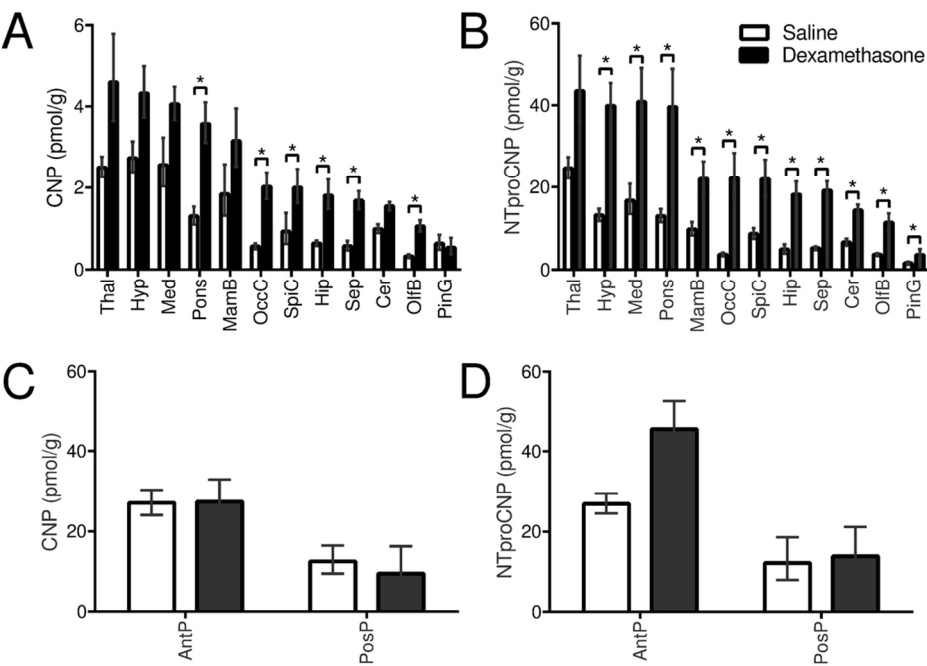 A
CNP (pmol/g)
6
4
2
0
* * * * * *
Thal Hyp Med Pons MamB OccC SpiC Hip Sep Cer OlfB PinG
B
NTproCNP (pmol/g)
60
40
20
0
Saline
Dexamethasone
* * * * * * * * * * *
Thal Hyp Med Pons MamB OccC SpiC Hip Sep Cer OlfB PinG
C
CNP (pmol/g)
60
40
20
0
AntP PosP
D
NTproCNP (pmol/g)
60
40
20
0
AntP PosP